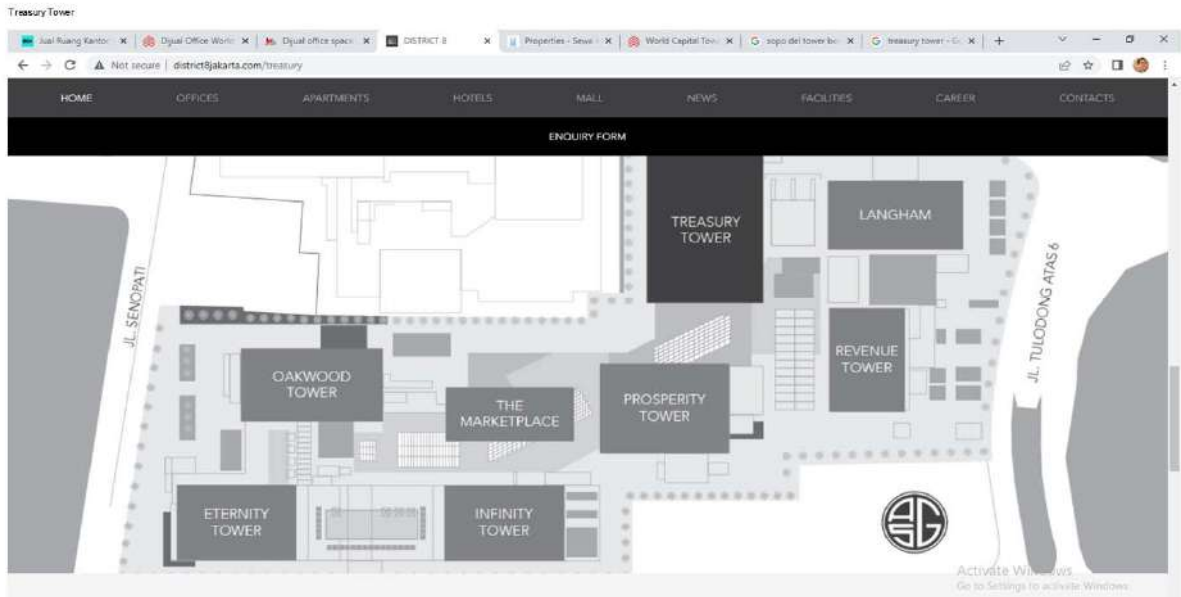 Treasury Tower
Jual Ruang Kantor
Dijual Office World
Dijual office space
DISTRICT 8
Properties - Sewa
World Capital Tow
sopo del tower
treasury tower - G
Not secure | district8jakarta.com/treasury
HOME OFFICES APARTMENTS HOTELS MALL NEWS FACILITIES CAREER CONTACTS
ENQUIRY FORM
TREASURY
TOWER
LANGHAM
JL. SENOPATI
JL. TULODONG ATAS 6
OAKWOOD
TOWER
THE
MARKETPLACE
PROSPERITY
TOWER
REVENUE
TOWER
ETERNITY
TOWER
INFINITY
TOWER
Activate Windows
Go to Settings to activate Windows.